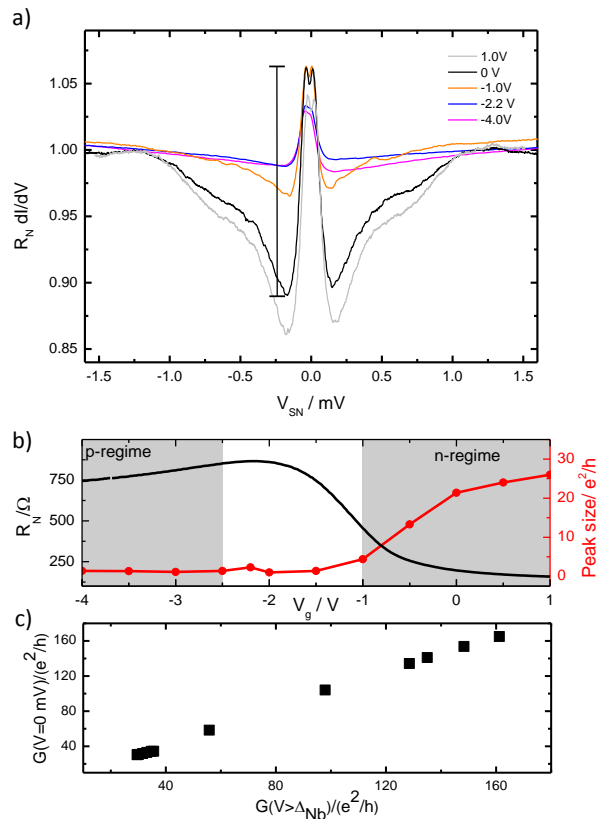 a)
1.0V
0 V
-1.0V
-2.2 V
-4.0V
1.05
1.00
0.95
0.90
0.85
R_N dI/dV
-1.5 -1.0 -0.5 0.0 0.5 1.0 1.5
V_SN / mV
b)
p-regime
n-regime
750
500
250
R_N/Ω
30
20
10
0
Peak size/ e²/h
-4 -3 -2 -1 0 1
V_g / V
c)
160
120
80
40
G(V=0 mV)/(e²/h)
40 80 120 160
G(V>Δ_Nb)/(e²/h)